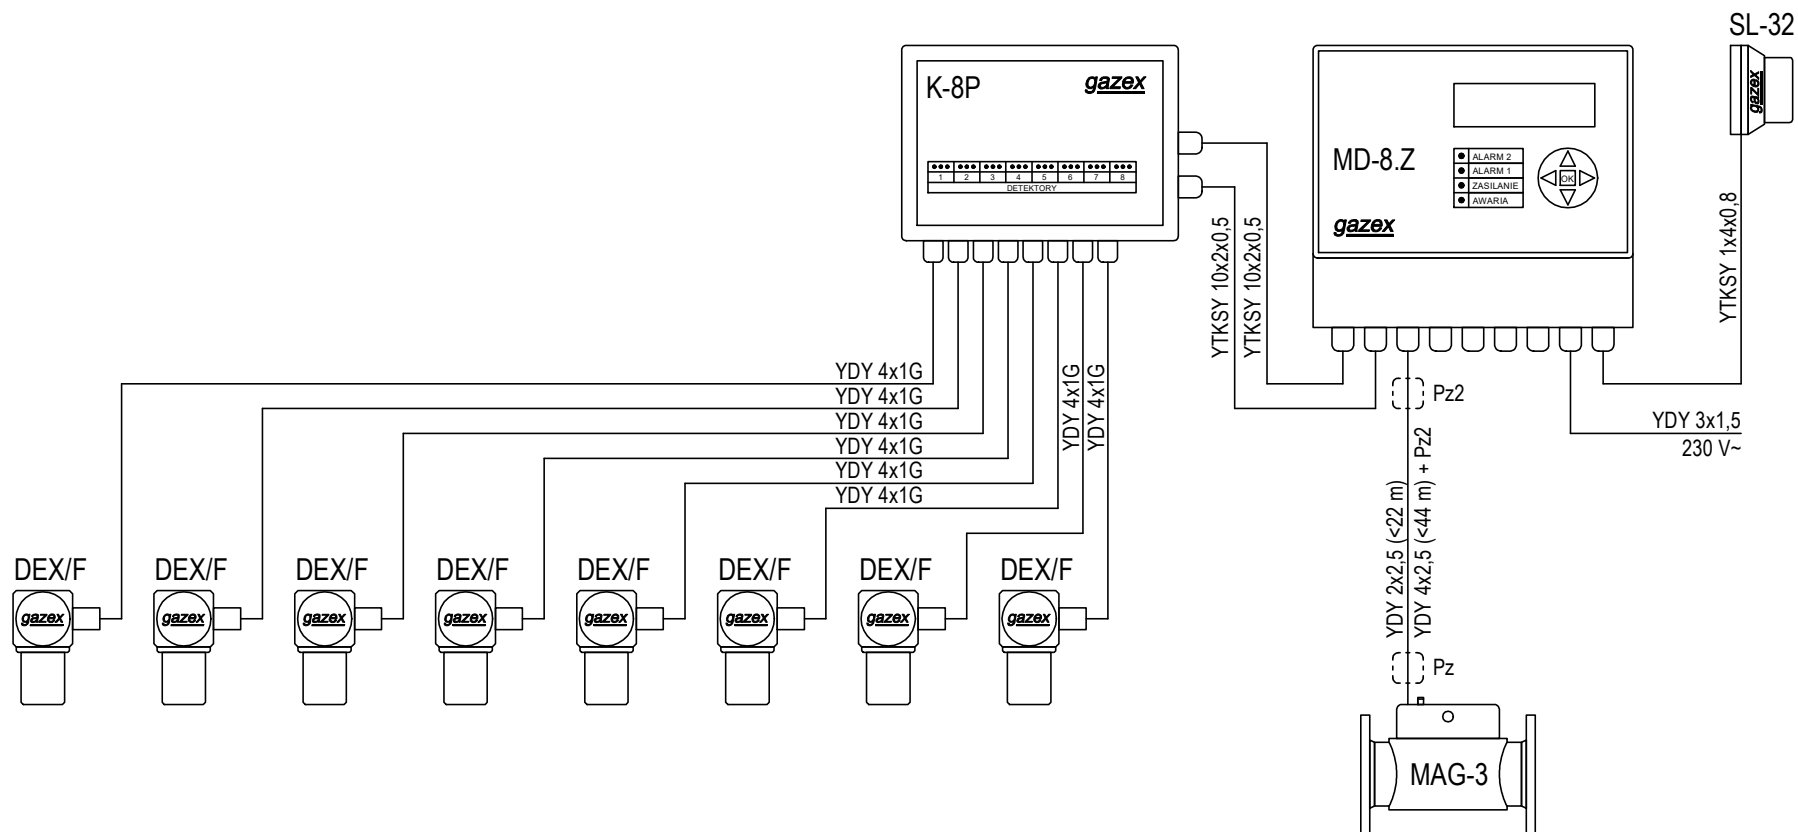 SL-32
gazex
K-8P
gazex
1 2 3 4 5 6 7 8
DETEKTORY
MD-8.Z
ALARM 2
ALARM 1
ZASILANIE
AWARIA
OK
gazex
YTKSY 10x2x0,5
YTKSY 10x2x0,5
YTKSY 1x4x0,8
YDY 4x1G
YDY 4x1G
YDY 4x1G
YDY 4x1G
YDY 4x1G
YDY 4x1G
YDY 4x1G
YDY 4x1G
Pz2
YDY 3x1,5
230 V~
YDY 2x2,5 (<22 m)
YDY 4x2,5 (<44 m) + Pz2
DEX/F DEX/F DEX/F DEX/F DEX/F DEX/F DEX/F DEX/F
gazex gazex gazex gazex gazex gazex gazex gazex
Pz
MAG-3